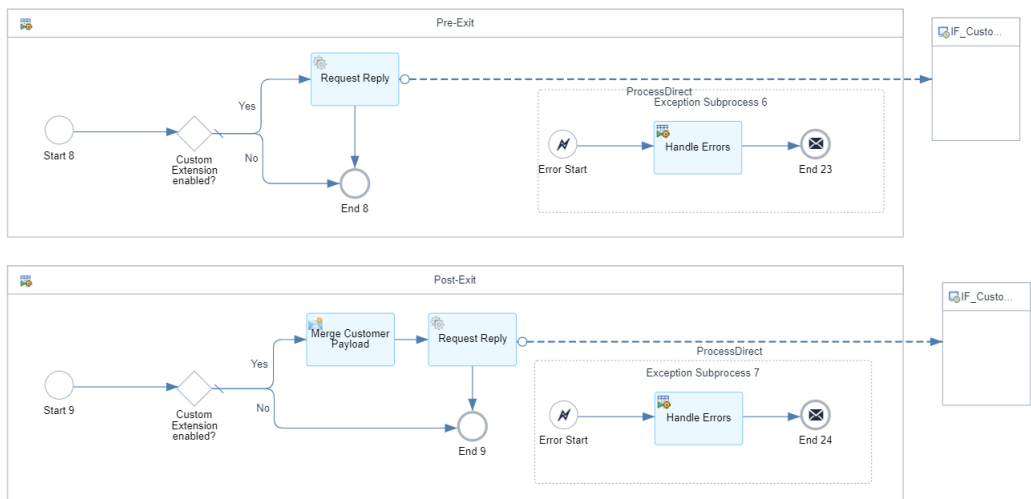 Pre-Exit
IF_Custo...
Request Reply
Yes
ProcessDirect
Exception Subprocess 6
Start 8
Custom
Extension
enabled?
No
End 8
Error Start
Handle Errors
End 23
Post-Exit
IF_Custo...
Merge Customer
Payload
Request Reply
Yes
ProcessDirect
Exception Subprocess 7
Start 9
Custom
Extension
enabled?
No
End 9
Error Start
Handle Errors
End 24